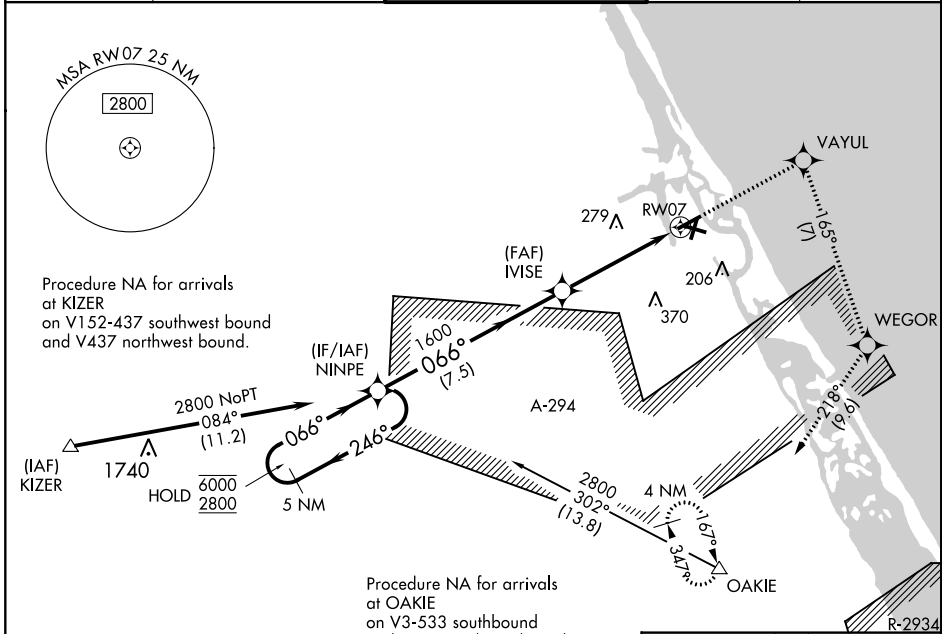 MSA RW07 25 NM
2800
VAYUL
RW07
279
(FAF)
IVISE
165°
(7)
206
370
Procedure NA for arrivals
at KIZER
on V152-437 southwest bound
and V437 northwest bound.
WEGOR
(IF/IAF)
NINPE
1600
066°
(7.5)
2800 NoPT
084°
(11.2)
A-294
218°
(9.6)
066°
246°
(IAF)
KIZER
1740
HOLD
6000
2800
5 NM
2800
302°
(13.8)
4 NM
167°
347°
OAKIE
Procedure NA for arrivals
at OAKIE
on V3-533 southbound
R-2934